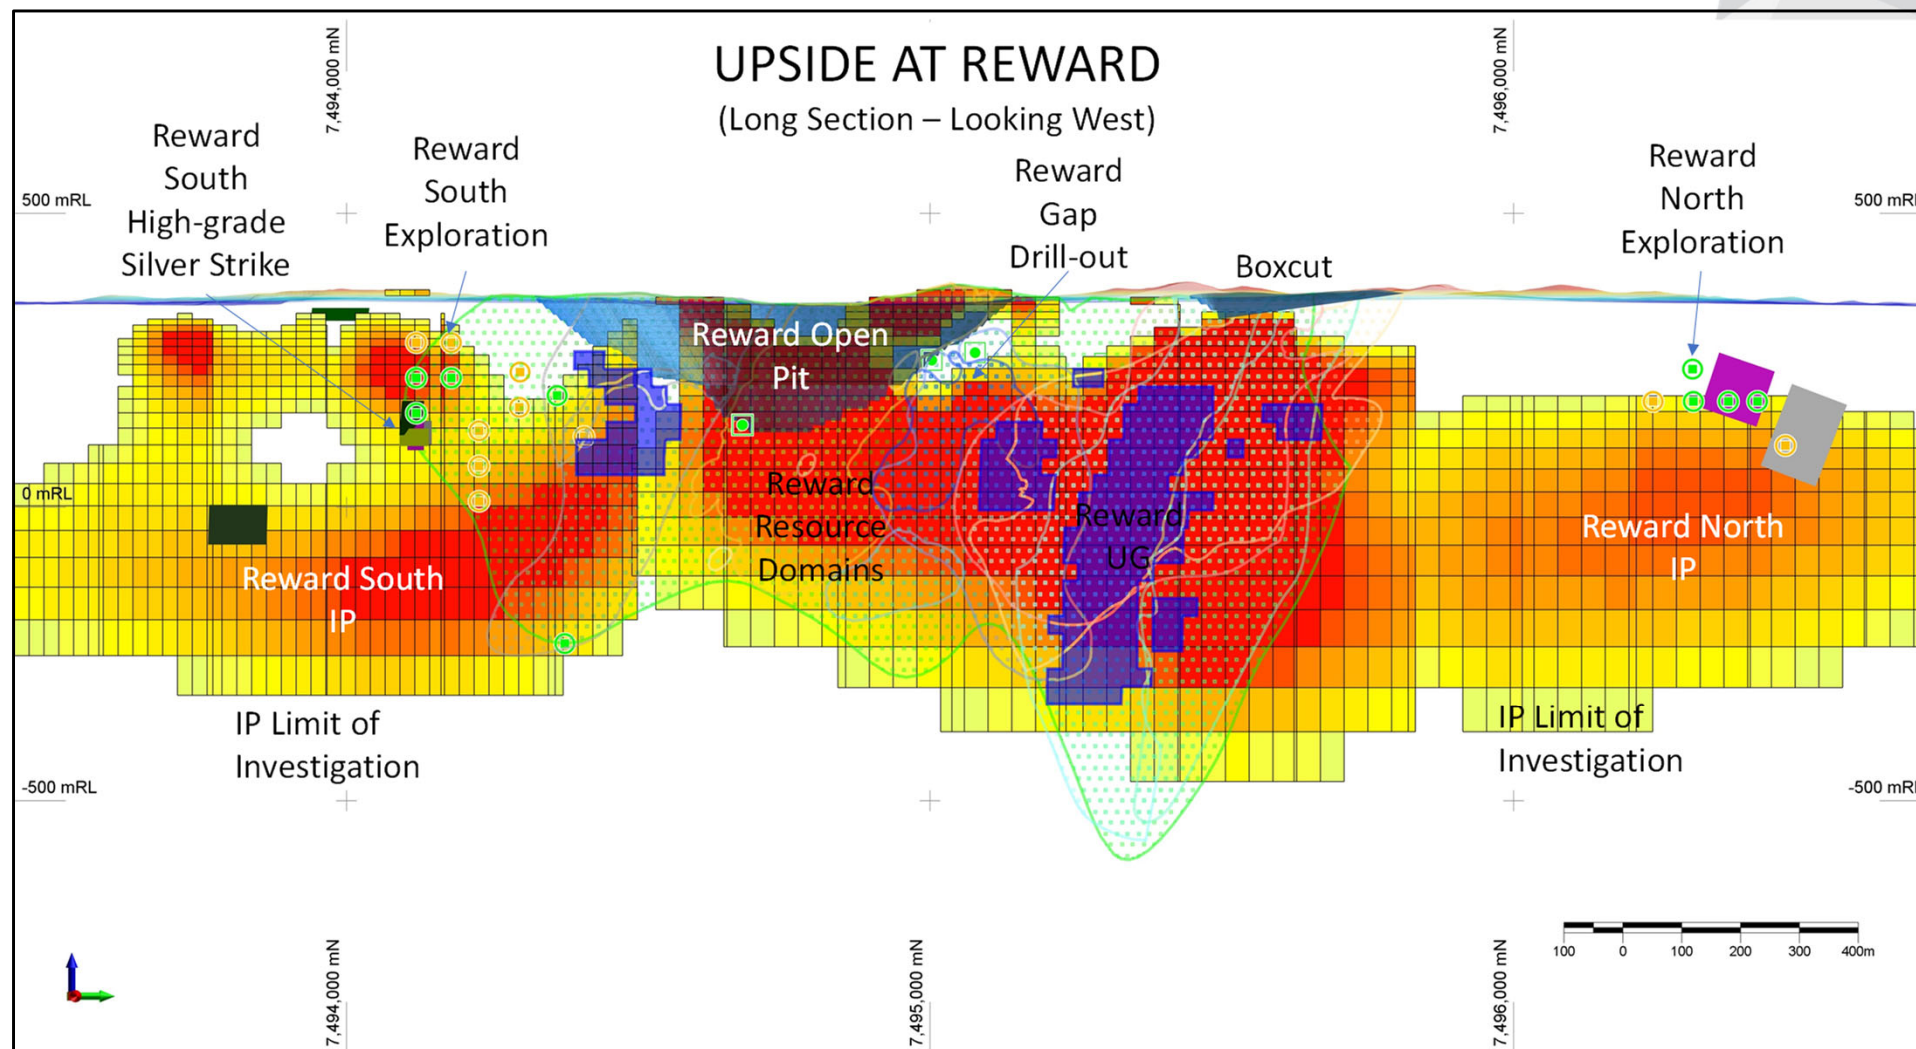 UPSIDE AT REWARD
(Long Section – Looking West)
7,494,000 mN
7,496,000 mN
Reward
South
High-grade
Silver Strike
Reward
South
Exploration
Reward
Gap
Drill-out
Boxcut
Reward
North
Exploration
500 mRL
500 mRL
Reward Open
Pit
0 mRL
Reward
Resource
Domains
Reward
UG
Reward South
IP
Reward North
IP
IP Limit of
Investigation
IP Limit of
Investigation
-500 mRL
-500 mRL
7,494,000 mN
7,495,000 mN
7,496,000 mN
100 0 100 200 300 400m